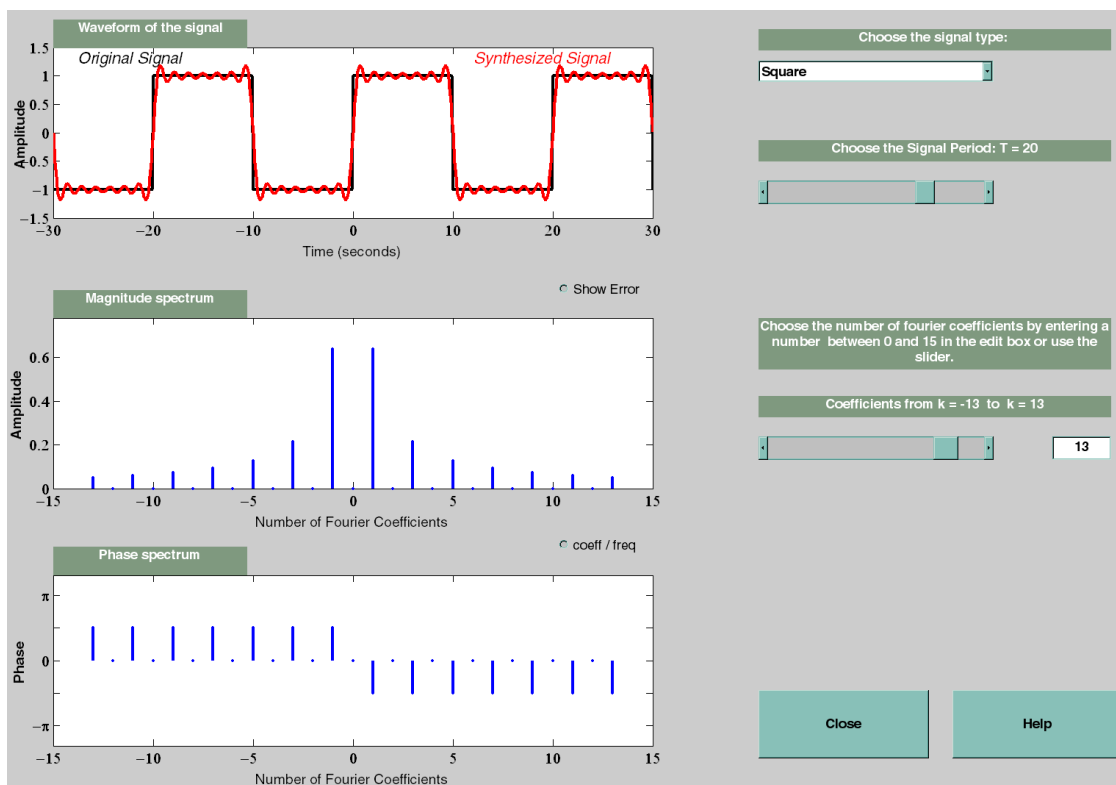 Waveform of the signal
Original Signal
Synthesized Signal
1.5
1
0.5
0
−0.5
−1
−1.5
Amplitude
−30
−20
−10
0
10
20
30
Time (seconds)
Show Error
Magnitude spectrum
0.6
0.4
0.2
0
Amplitude
−15
−10
−5
0
5
10
15
Number of Fourier Coefficients
coeff / freq
Phase spectrum
π
0
−π
Phase
−15
−10
−5
0
5
10
15
Number of Fourier Coefficients
Choose the signal type:
Square
Choose the Signal Period: T = 20
Choose the number of fourier coefficients by entering a
number between 0 and 15 in the edit box or use the
slider.
Coefficients from k = -13 to k = 13
13
Close
Help